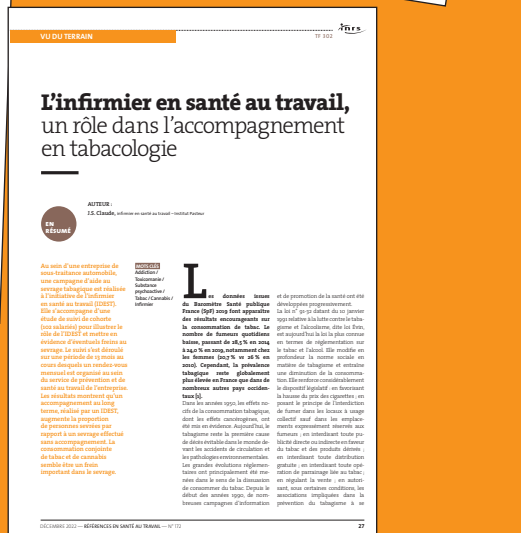 VU DU TERRAIN
TF 302
inrs
L'infirmier en santé au travail,
un rôle dans l'accompagnement
en tabacologie
AUTEUR :
J.S. Claude, infirmier en santé au travail – Institut Pasteur
EN
RÉSUMÉ
Au sein d'une entreprise de
sous-traitance automobile,
une campagne d'aide au
sevrage tabagique est réalisée
à l'initiative de l'infirmier
en santé au travail (IDEST).
Elle s'accompagne d'une
étude de suivi de cohorte
(102 salariés) pour illustrer le
rôle de l'IDEST et mettre en
évidence d'éventuels freins au
sevrage. Le suivi s'est déroulé
sur une période de 15 mois au
cours desquels un rendez-vous
mensuel est organisé au sein
du service de prévention et de
santé au travail de l'entreprise.
Les résultats montrent qu'un
accompagnement au long
terme, réalisé par un IDEST,
augmente la proportion
de personnes sevrées par
rapport à un sevrage effectué
sans accompagnement. La
consommation conjointe
de tabac et de cannabis
semble être un frein
important dans le sevrage.
MOTS CLÉS
Addiction /
Toxicomanie /
Substance
psychoactive /
Tabac / Cannabis /
Infirmier
Les données issues
du Baromètre Santé publique
France (SpF) 2019 font apparaître
des résultats encourageants sur
la consommation de tabac. Le
nombre de fumeurs quotidiens
baisse, passant de 28,5 % en 2014
à 24,0 % en 2019, notamment chez
les femmes (20,7 % vs 26 % en
2010). Cependant, la prévalence
tabagique reste globalement
plus élevée en France que dans de
nombreux autres pays occiden-
taux [1].
Dans les années 1950, les effets no-
cifs de la consommation tabagique,
dont les effets cancérogènes, ont
été mis en évidence. Aujourd'hui, le
tabagisme reste la première cause
de décès évitable dans le monde de-
vant les accidents de circulation et
les pathologies environnementales.
Les grandes évolutions réglemen-
taires ont principalement été me-
nées dans le sens de la dissuasion
de consommer du tabac. Depuis le
début des années 1990, de nom-
breuses campagnes d'information
et de promotion de la santé ont été
développées progressivement.
La loi n° 91-32 datant du 10 janvier
1991 relative à la lutte contre le taba-
gisme et l'alcoolisme, dite loi Evin,
est aujourd'hui la loi la plus connue
en termes de réglementation sur
le tabac et l'alcool. Elle modifie en
profondeur la norme sociale en
matière de tabagisme et entraîne
une diminution de la consomma-
tion. Elle renforce considérablement
le dispositif législatif : en favorisant
la hausse du prix des cigarettes ; en
posant le principe de l'interdiction
de fumer dans les locaux à usage
collectif sauf dans les emplace-
ments expressément réservés aux
fumeurs ; en interdisant toute pu-
blicité directe ou indirecte en faveur
du tabac et des produits dérivés ;
en interdisant toute distribution
gratuite ; en interdisant toute opé-
ration de parrainage liée au tabac ;
en régulant la vente ; en autori-
sant, sous certaines conditions, les
associations impliquées dans la
prévention du tabagisme à se
DÉCEMBRE 2022 — RÉFÉRENCES EN SANTÉ AU TRAVAIL — N° 172
27